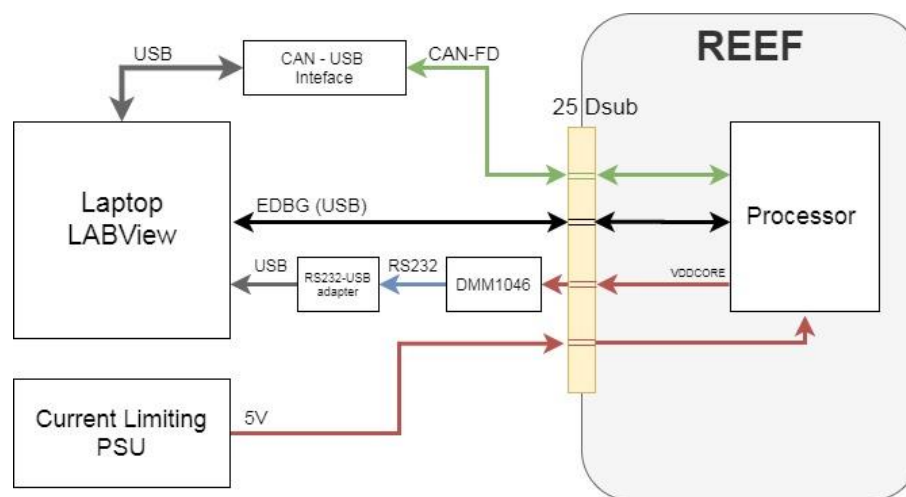 REEF
USB
CAN - USB
Inteface
CAN-FD
25 Dsub
Laptop
LABView
EDBG (USB)
Processor
USB
RS232-USB
adapter
RS232
DMM1046
VDDCORE
Current Limiting
PSU
5V